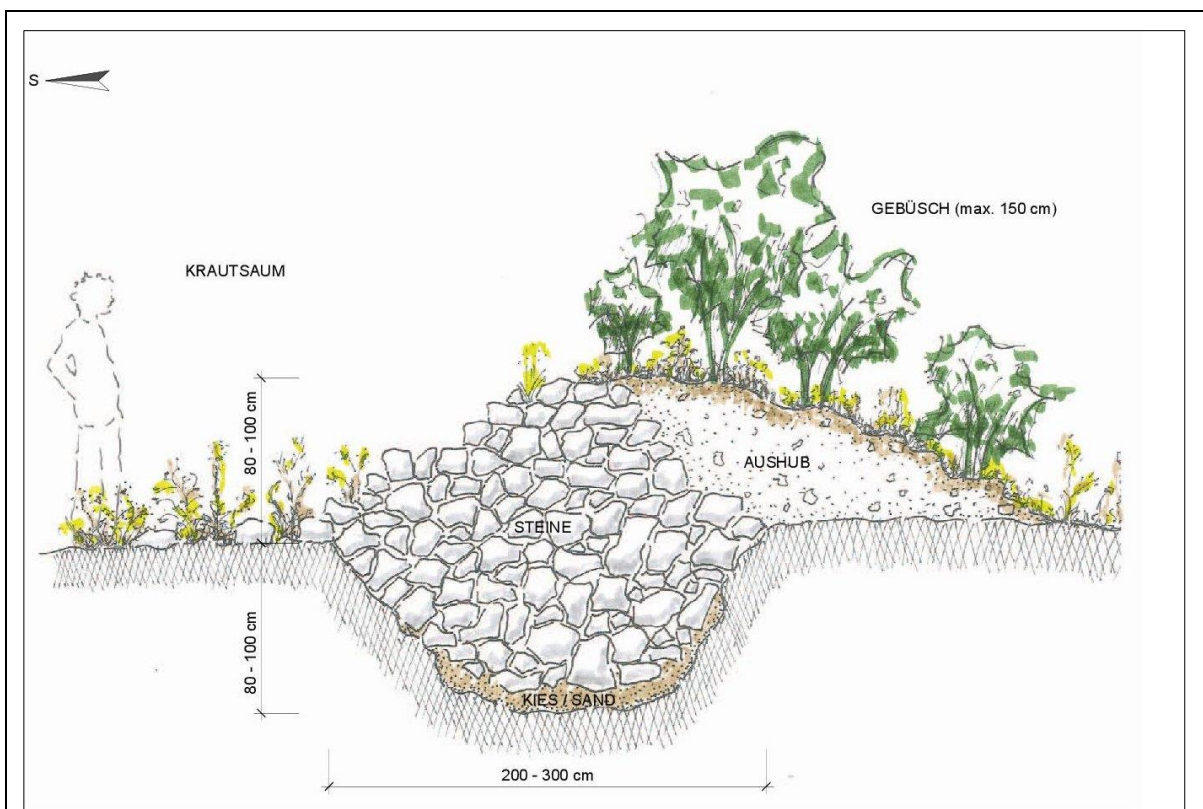 S
GEBÜSCH (max. 150 cm)
KRAUTSAUM
80 - 100 cm
AUSHUB
STEINE
80 - 100 cm
KIES / SAND
200 - 300 cm